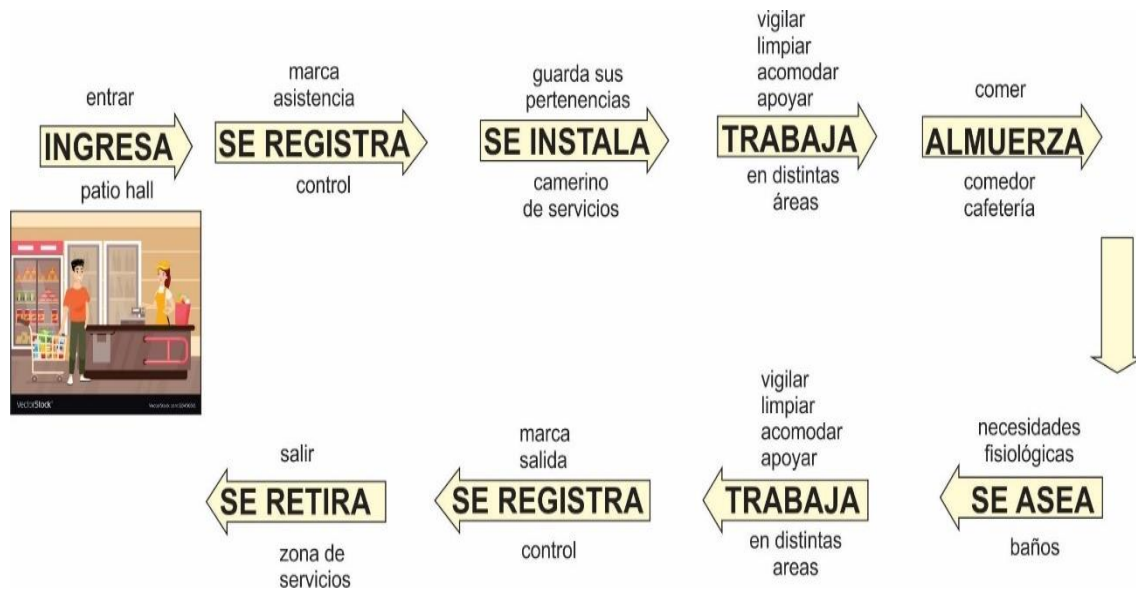 entrar
INGRESA
patio hall
marca
asistencia
SE REGISTRA
control
guarda sus
pertenencias
SE INSTALA
camerino
de servicios
vigilar
limpiar
acomodar
apoyar
TRABAJA
en distintas
áreas
comer
ALMUERZA
comedor
cafetería
necesidades
fisiológicas
SE ASEA
baños
vigilar
limpiar
acomodar
apoyar
TRABAJA
en distintas
areas
marca
salida
SE REGISTRA
control
salir
SE RETIRA
zona de
servicios
VectorStock